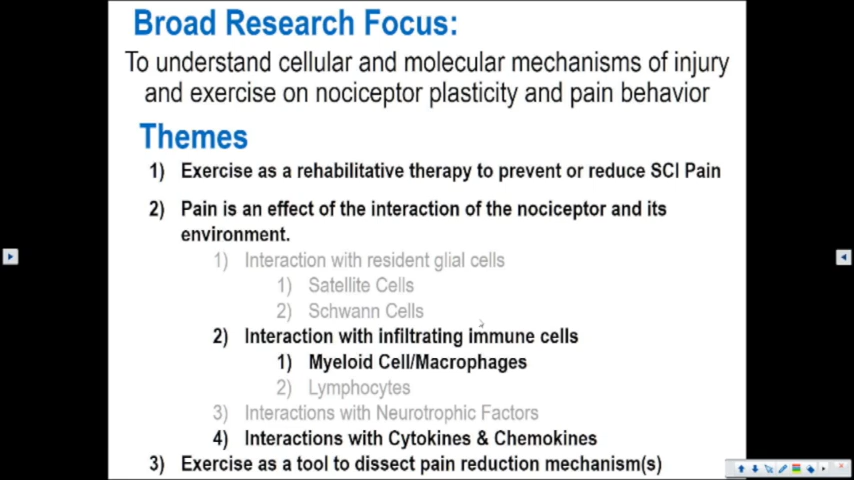 Broad Research Focus:
To understand cellular and molecular mechanisms of injury
and exercise on nociceptor plasticity and pain behavior
Themes
1) Exercise as a rehabilitative therapy to prevent or reduce SCI Pain
2) Pain is an effect of the interaction of the nociceptor and its
environment.
1) Interaction with resident glial cells
1) Satellite Cells
2) Schwann Cells
2) Interaction with infiltrating immune cells
1) Myeloid Cell/Macrophages
2) Lymphocytes
3) Interactions with Neurotrophic Factors
4) Interactions with Cytokines & Chemokines
3) Exercise as a tool to dissect pain reduction mechanism(s)